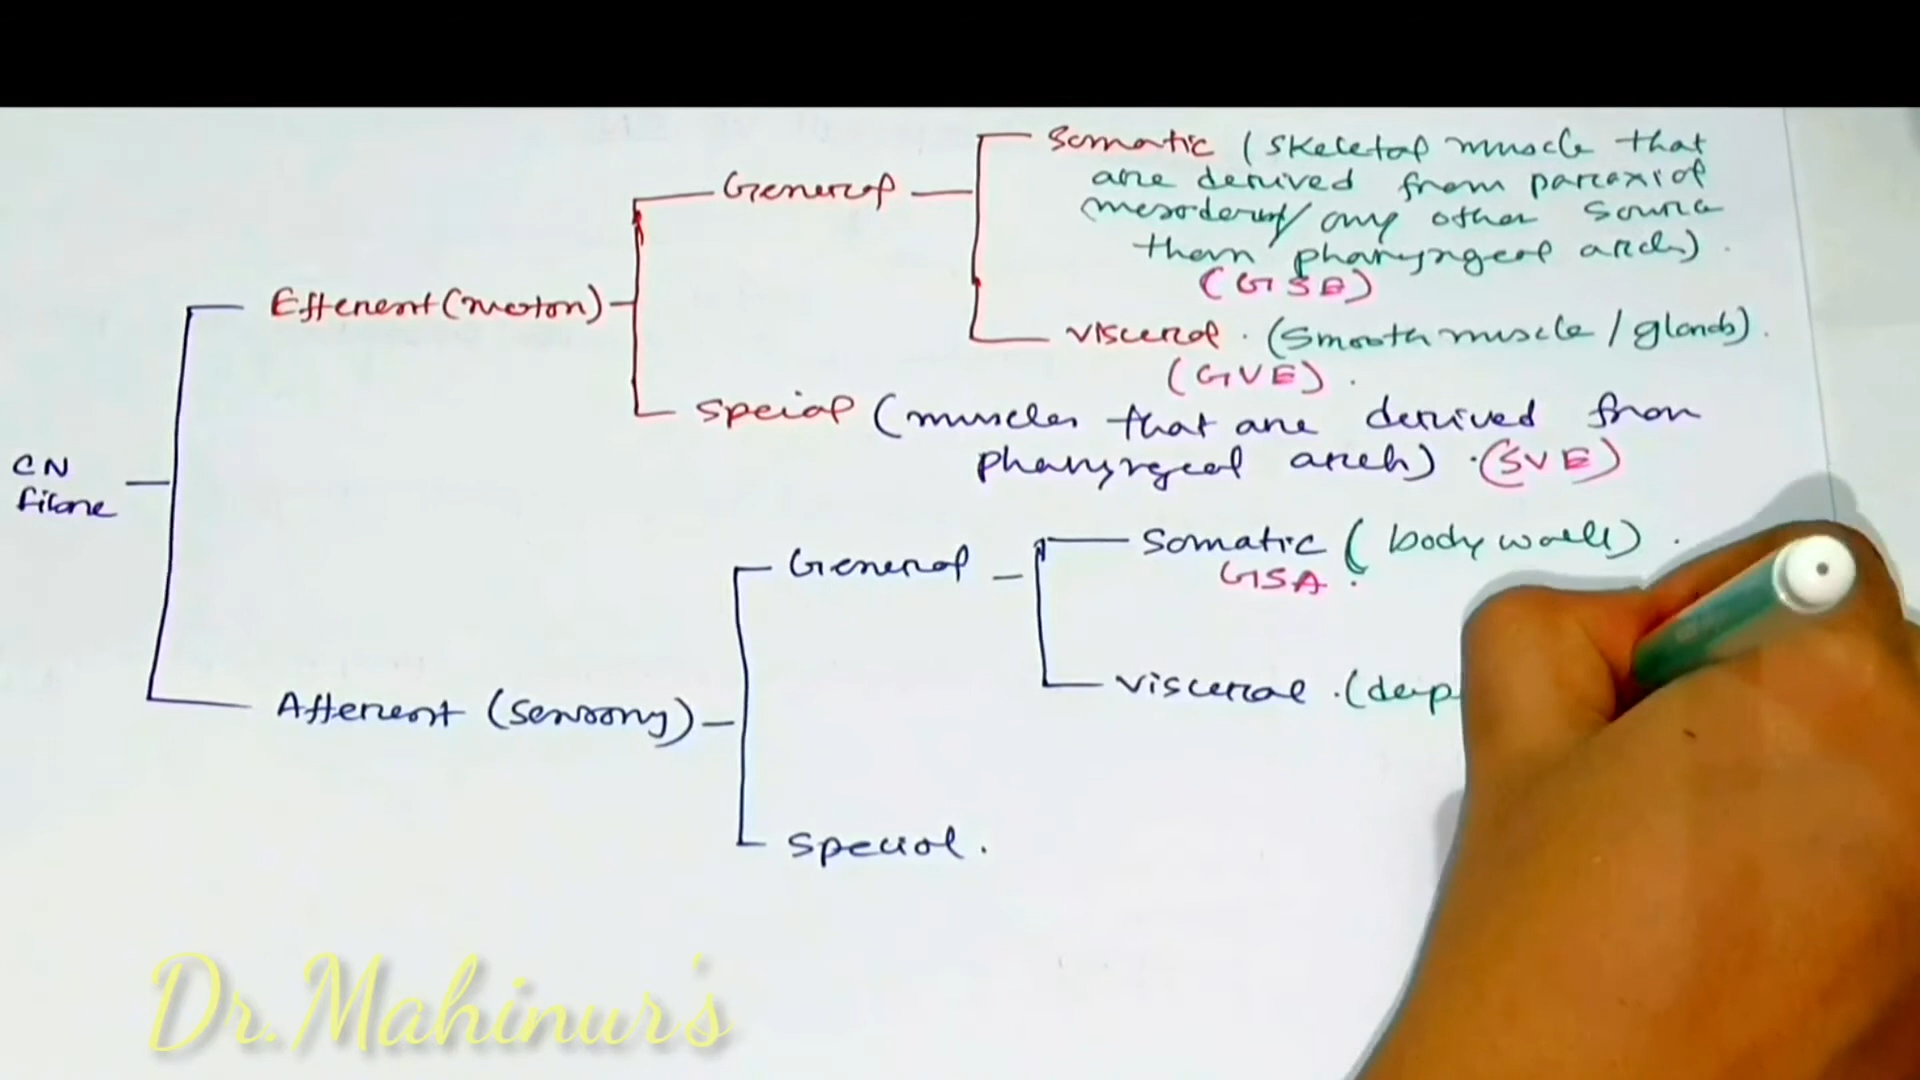 Somatic (skeletal muscle that
are derived from paraxial
mesoderm/ any other source
than pharyngeal arch).
(GSE)
General
Efferent (motor)
visceral. (smooth muscle / glands).
(GVE).
Special (muscles that are derived from
pharyngeal arch). (SVE)
CN
fibre
Somatic (body wall).
GSA.
General
visceral. (deep
Afferent (sensory)
Special.
Dr.Mahinur's